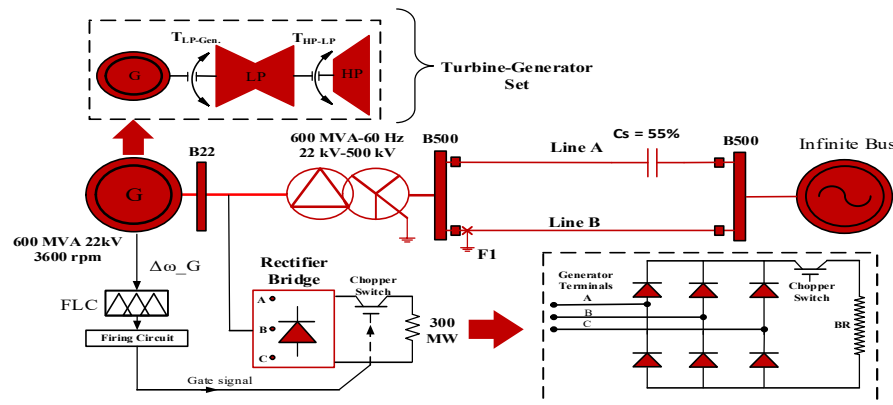 T_LP-Gen.
T_HP-LP
G
LP
HP
Turbine-Generator
Set
B22
600 MVA-60 Hz
22 kV-500 kV
B500
Line A
Cs = 55%
B500
Infinite Bus
G
Line B
F1
600 MVA 22kV
3600 rpm
Δω_G
FLC
Firing Circuit
Rectifier
Bridge
Chopper
Switch
A
B
C
300
MW
Gate signal
Generator
Terminals
A
B
C
Chopper
Switch
BR